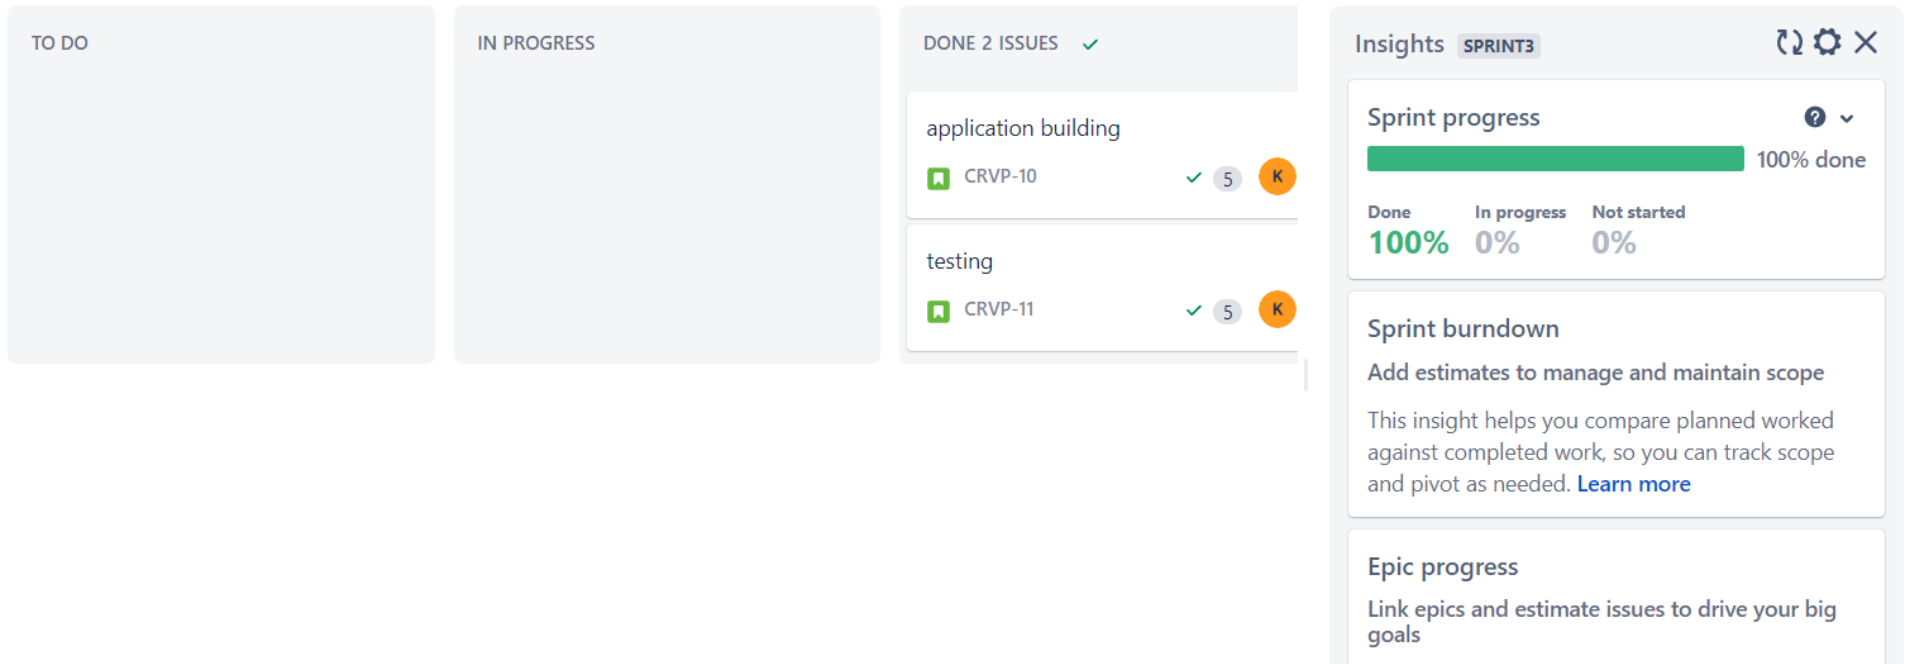 TO DO
IN PROGRESS
DONE 2 ISSUES
application building
CRVP-10
5
K
testing
CRVP-11
5
K
Insights SPRINT3
Sprint progress
?
100% done
Done In progress Not started
100% 0% 0%
Sprint burndown
Add estimates to manage and maintain scope
This insight helps you compare planned worked
against completed work, so you can track scope
and pivot as needed. Learn more
Epic progress
Link epics and estimate issues to drive your big
goals